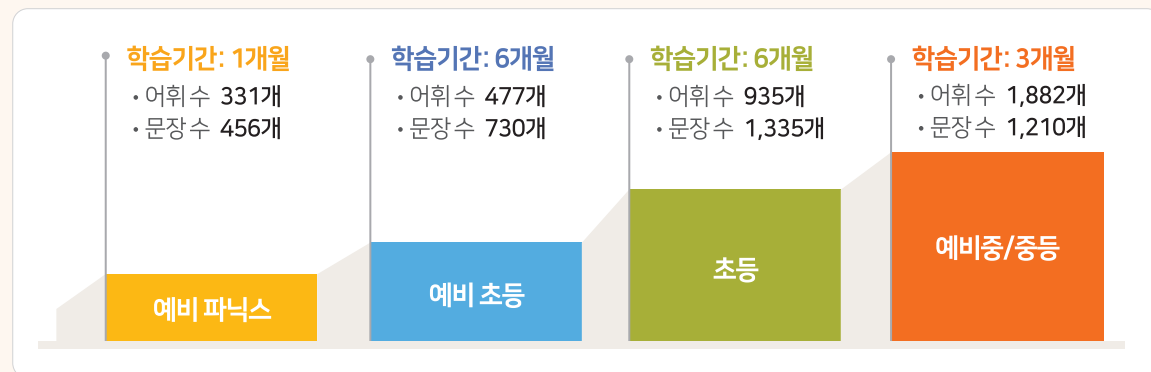 학습기간: 1개월
• 어휘 수 331개
• 문장 수 456개
예비 파닉스
학습기간: 6개월
• 어휘 수 477개
• 문장 수 730개
예비 초등
학습기간: 6개월
• 어휘 수 935개
• 문장 수 1,335개
초등
학습기간: 3개월
• 어휘 수 1,882개
• 문장 수 1,210개
예비중/중등